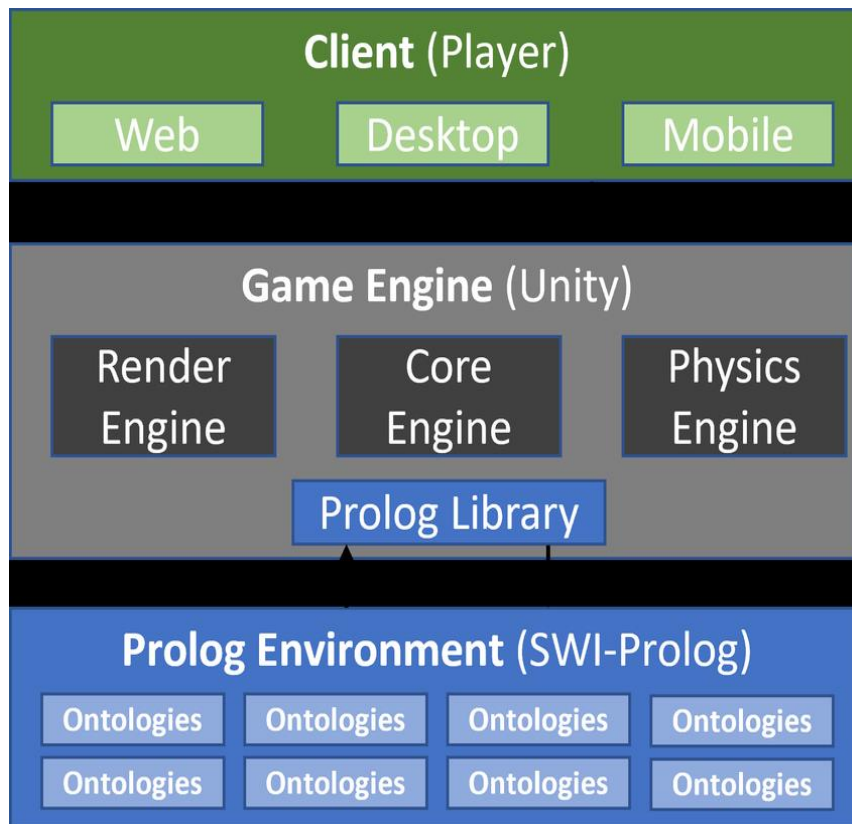 Client (Player)
Web Desktop Mobile
Game Engine (Unity)
Render Engine
Core Engine
Physics Engine
Prolog Library
Prolog Environment (SWI-Prolog)
Ontologies Ontologies Ontologies Ontologies
Ontologies Ontologies Ontologies Ontologies